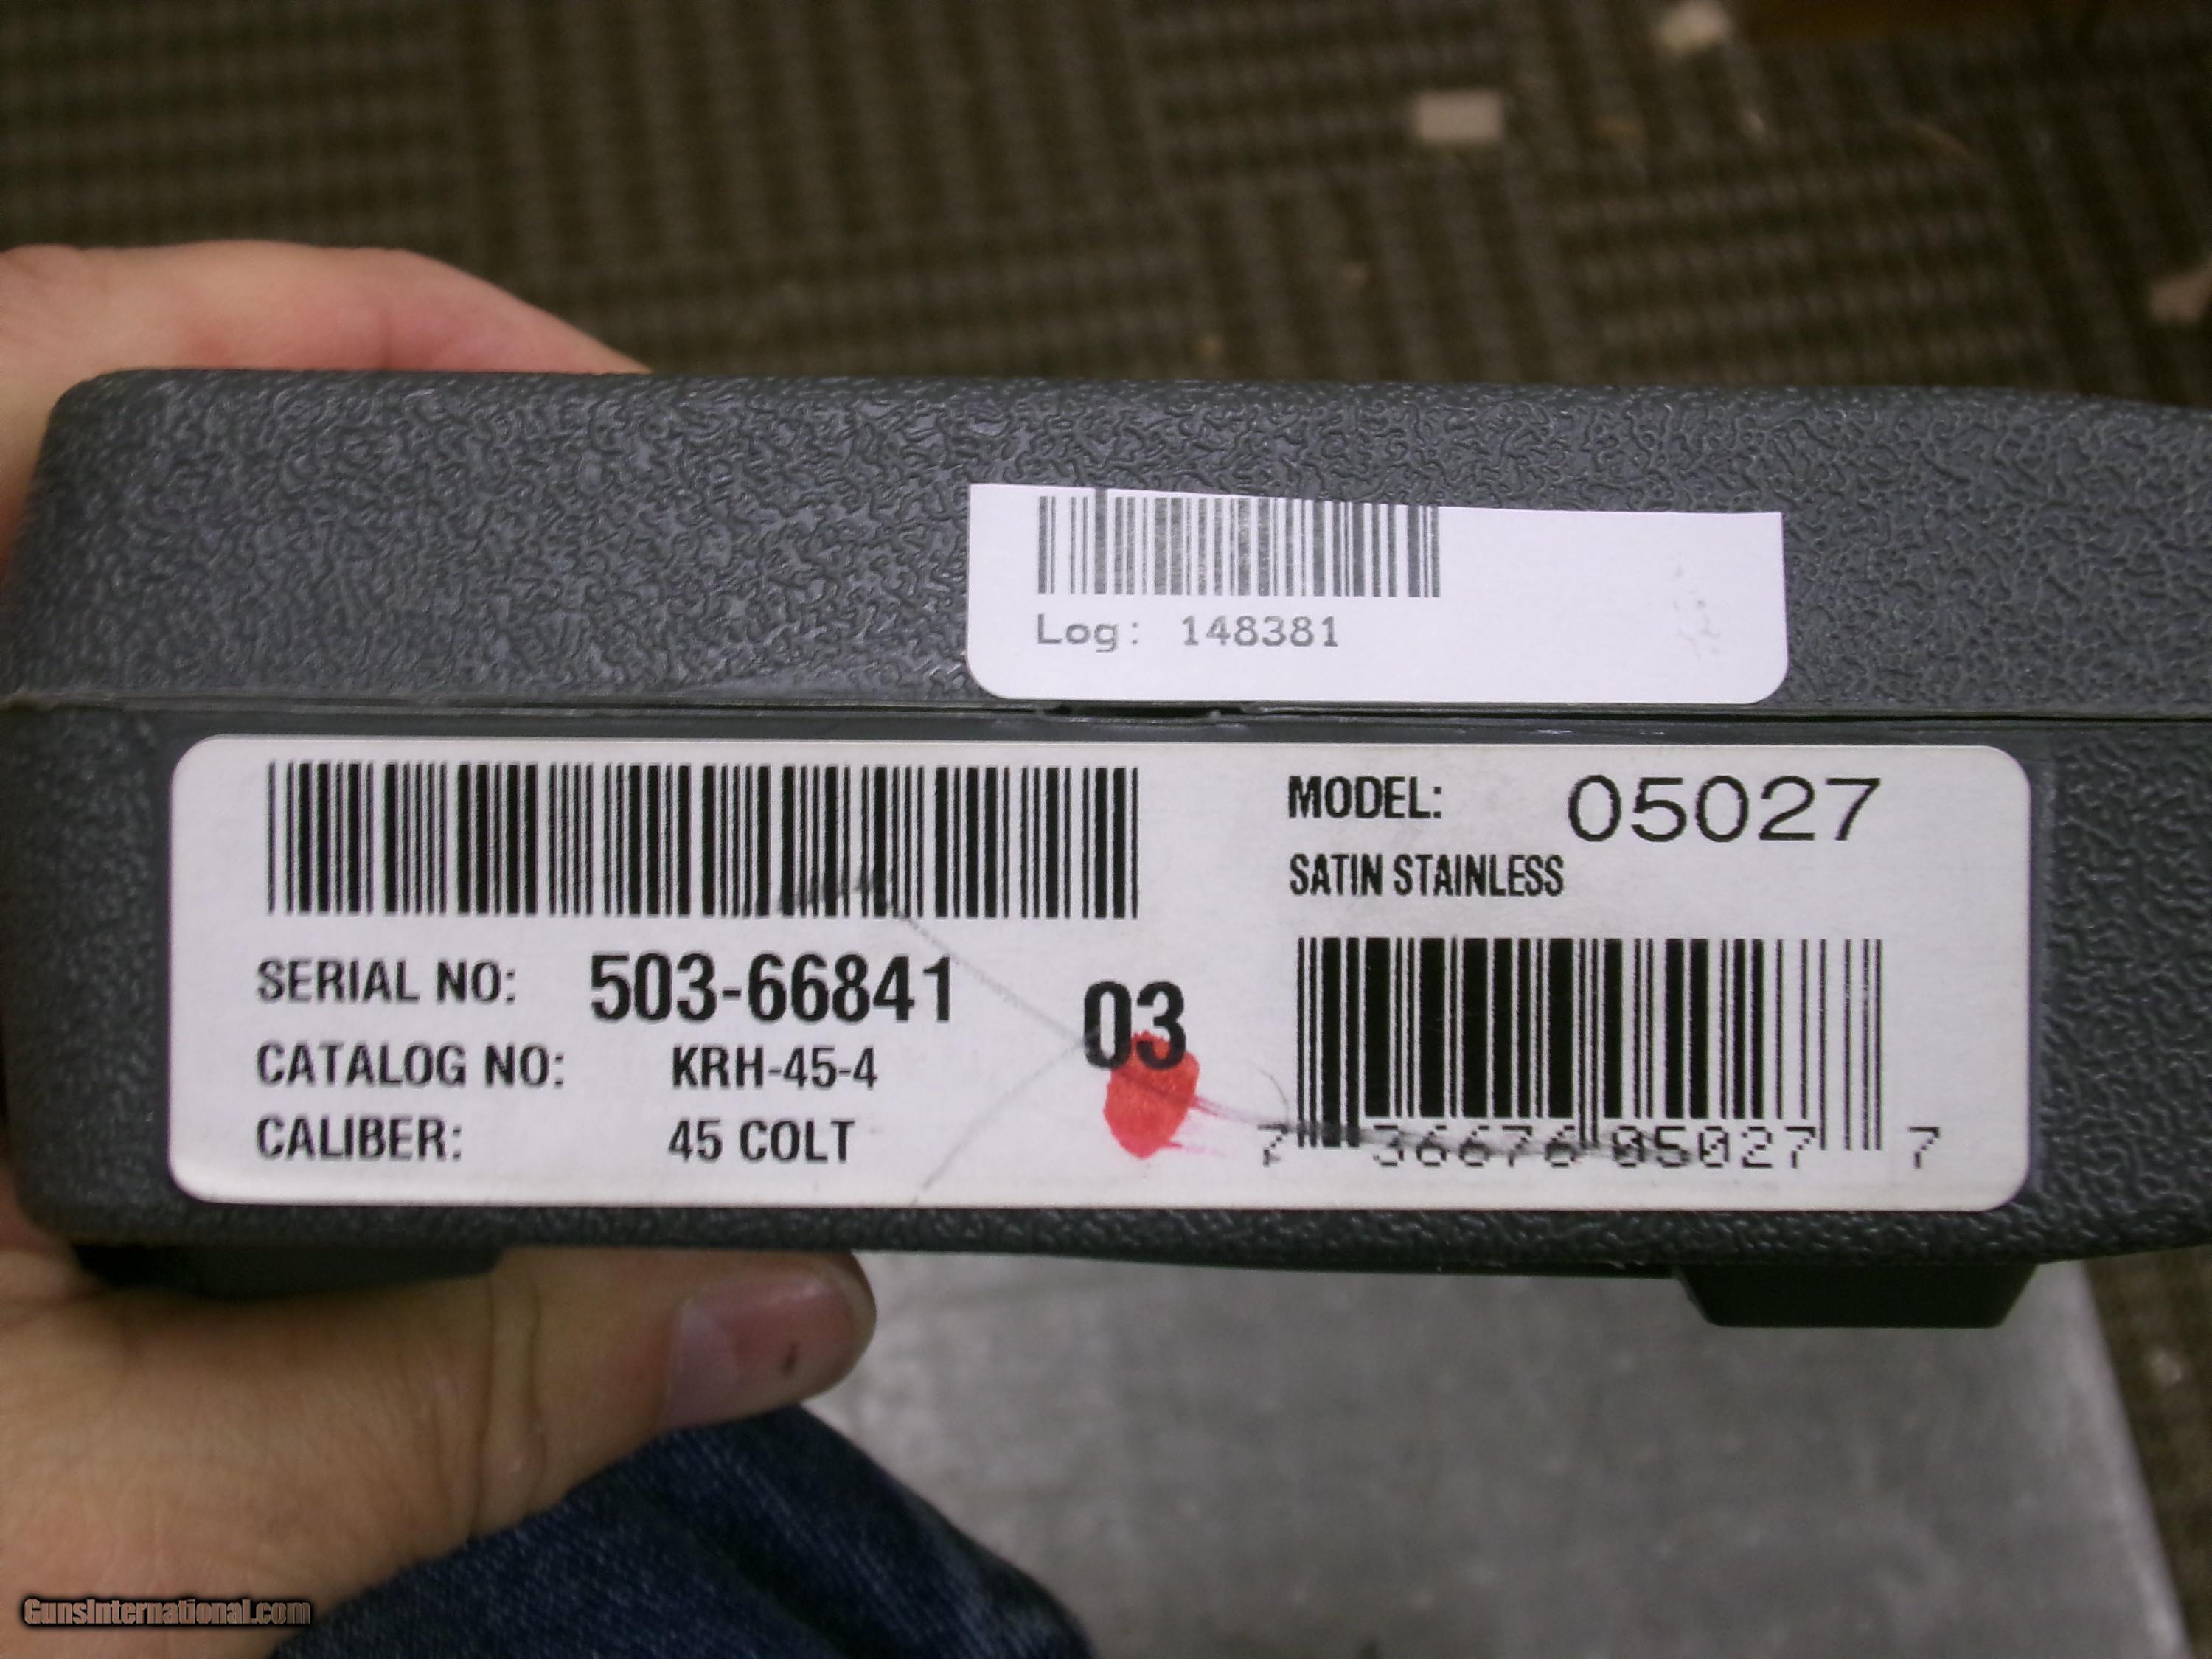 Log: 148381
MODEL: 05027
SATIN STAINLESS
SERIAL NO: 503-66841
03
CATALOG NO: KRH-45-4
CALIBER: 45 COLT
7 36676 05027 7
GunsInternational.com